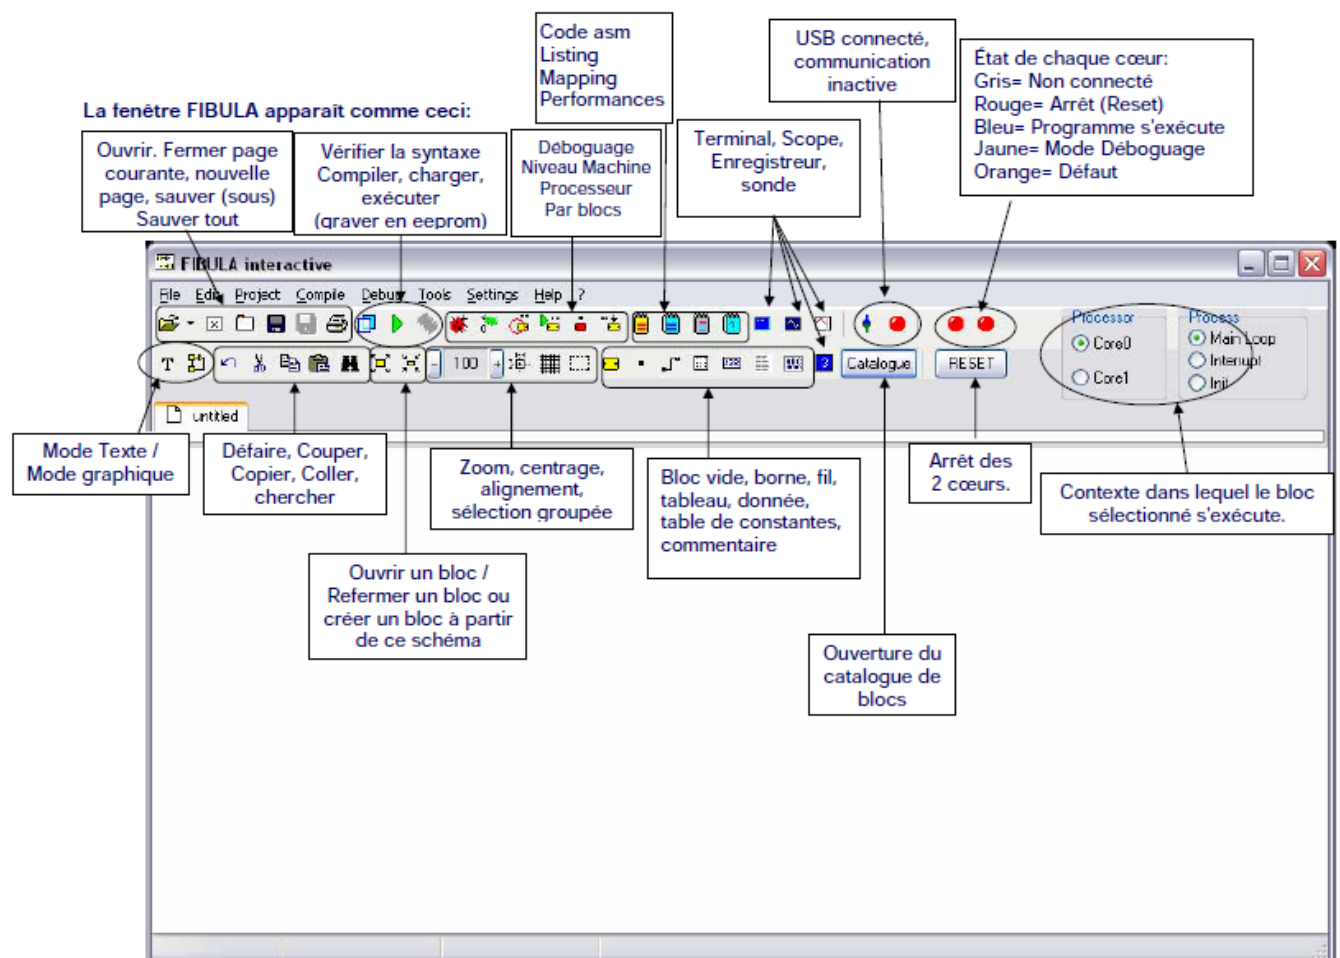 Code asm
Listing
Mapping
Performances
USB connecté,
communication
inactive
État de chaque cœur:
Gris= Non connecté
Rouge= Arrêt (Reset)
Bleu= Programme s'exécute
Jaune= Mode Déboguage
Orange= Défaut
La fenêtre FIBULA apparaît comme ceci:
Ouvrir. Fermer page
courante, nouvelle
page, sauver (sous)
Sauver tout
Vérifier la syntaxe
Compiler, charger,
exécuter
(graver en eeprom)
Déboguage
Niveau Machine
Processeur
Par blocs
Terminal, Scope,
Enregistreur,
sonde
FIBULA interactive
File Edit Project Compile Debug Tools Settings Help ?
Processor
Core0
Core1
Process
Main Loop
Interrupt
Init
T
- 100 +
Catalogue
RESET
untitled
Mode Texte /
Mode graphique
Défaire, Couper,
Copier, Coller,
chercher
Zoom, centrage,
alignement,
sélection groupée
Bloc vide, borne, fil,
tableau, donnée,
table de constantes,
commentaire
Arrêt des
2 cœurs.
Contexte dans lequel le bloc
sélectionné s'exécute.
Ouvrir un bloc /
Refermer un bloc ou
créer un bloc à partir
de ce schéma
Ouverture du
catalogue de
blocs